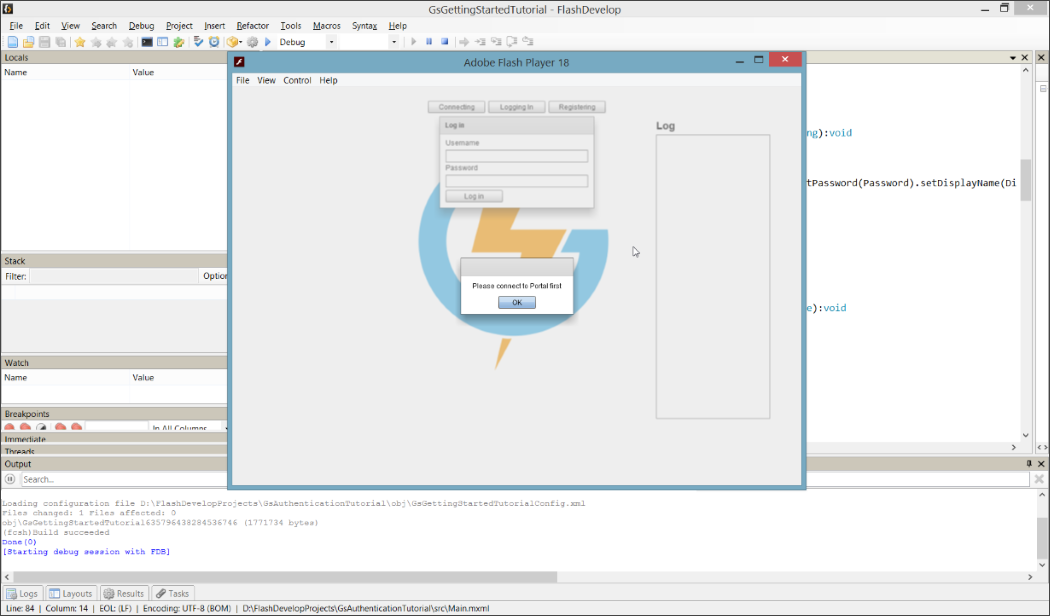 GsGettingStartedTutorial - FlashDevelop
File Edit View Search Debug Project Insert Refactor Tools Macros Syntax Help
Debug
Locals
Name Value
Adobe Flash Player 18
File View Control Help
Connecting Logging In Registering
Log in
Username
Password
Log in
Log
Please connect to Portal first
OK
ng):void
tPassword(Password).setDisplayName(Di
e):void
Stack
Filter: Option
Watch
Name Value
Breakpoints
In All Columns
Immediate
Threads
Output
Search...
Loading configuration file D:\FlashDevelopProjects\GsAuthenticationTutorial\obj\GsGettingStartedTutorialConfig.xml
Files changed: 1 Files affected: 0
obj\GsGettingStartedTutorial635796438284536746 (1771734 bytes)
(fcsh)Build succeeded
Done(0)
[Starting debug session with FDB]
Logs Layouts Results Tasks
Line: 84 | Column: 14 | EOL: (LF) | Encoding: UTF-8 (BOM) | D:\FlashDevelopProjects\GsAuthenticationTutorial\src\Main.mxml